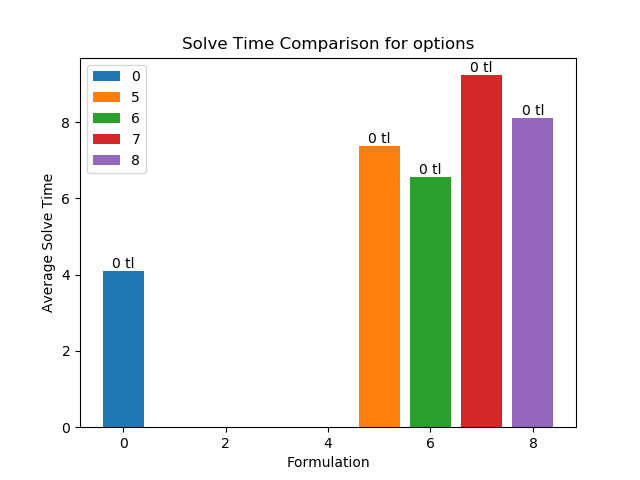 Solve Time Comparison for options
0
5
6
7
8
0 tl
0 tl
0 tl
0 tl
0 tl
8
6
4
2
0
Average Solve Time
0 2 4 6 8
Formulation